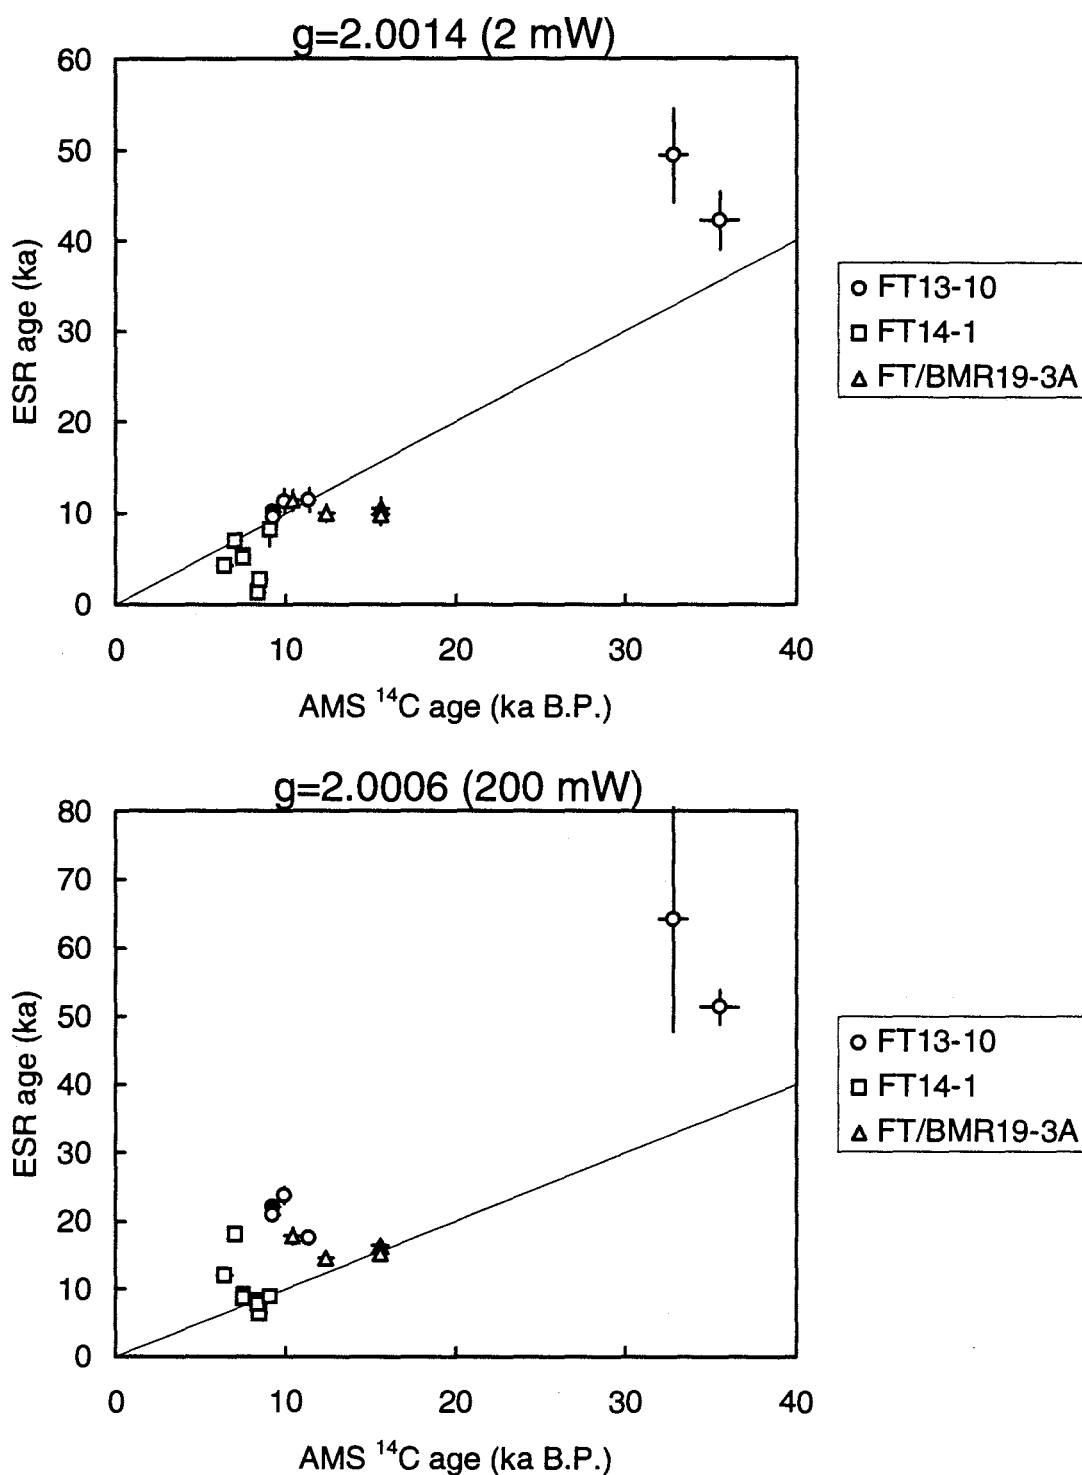 g=2.0014 (2 mW)
60
50
40
30
20
10
0
ESR age (ka)
0 10 20 30 40
AMS ¹⁴C age (ka B.P.)
FT13-10
FT14-1
FT/BMR19-3A
g=2.0006 (200 mW)
80
70
60
50
40
30
20
10
0
ESR age (ka)
0 10 20 30 40
AMS ¹⁴C age (ka B.P.)
FT13-10
FT14-1
FT/BMR19-3A